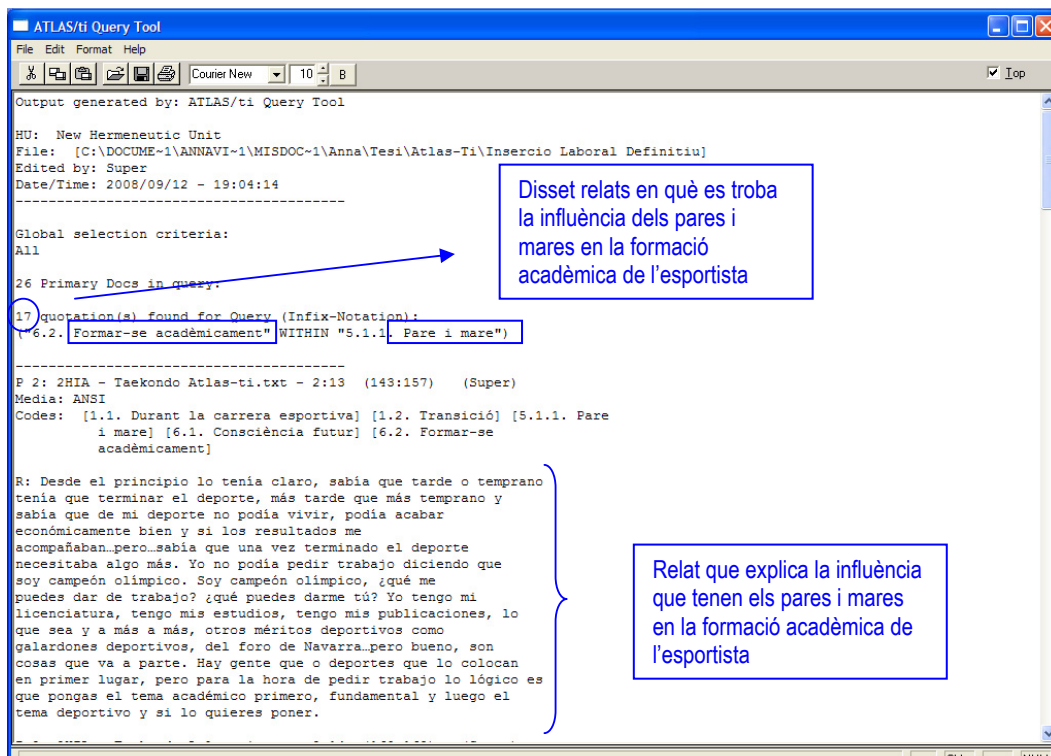 ATLAS/ti Query Tool
File Edit Format Help
Courier New 10 B Top
Output generated by: ATLAS/ti Query Tool
HU: New Hermeneutic Unit
File: [C:\DOCUME~1\ANNAVI~1\MISDOC~1\Anna\Tesi\Atlas-Ti\Insercio Laboral Definitiu]
Edited by: Super
Date/Time: 2008/09/12 - 19:04:14
----------------------------------------
Global selection criteria:
All
26 Primary Docs in query:
17 quotation(s) found for Query (Infix-Notation):
("6.2. Formar-se acadèmicament" WITHIN "5.1.1. Pare i mare")
Disset relats en què es troba
la influència dels pares i
mares en la formació
acadèmica de l'esportista
----------------------------------------
P 2: 2HIA - Taekondo Atlas-ti.txt - 2:13 (143:157) (Super)
Media: ANSI
Codes: [1.1. Durant la carrera esportiva] [1.2. Transició] [5.1.1. Pare
i mare] [6.1. Consciència futur] [6.2. Formar-se
acadèmicament]
R: Desde el principio lo tenía claro, sabía que tarde o temprano
tenía que terminar el deporte, más tarde que más temprano y
sabía que de mi deporte no podía vivir, podía acabar
económicamente bien y si los resultados me
acompañaban…pero…sabía que una vez terminado el deporte
necesitaba algo más. Yo no podía pedir trabajo diciendo que
soy campeón olímpico. Soy campeón olímpico, ¿qué me
puedes dar de trabajo? ¿qué puedes darme tú? Yo tengo mi
licenciatura, tengo mis estudios, tengo mis publicaciones, lo
que sea y a más a más, otros méritos deportivos como
galardones deportivos, del foro de Navarra…pero bueno, son
cosas que va a parte. Hay gente que o deportes que lo colocan
en primer lugar, pero para la hora de pedir trabajo lo lógico es
que pongas el tema académico primero, fundamental y luego el
tema deportivo y si lo quieres poner.
Relat que explica la influència
que tenen els pares i mares
en la formació acadèmica de
l'esportista